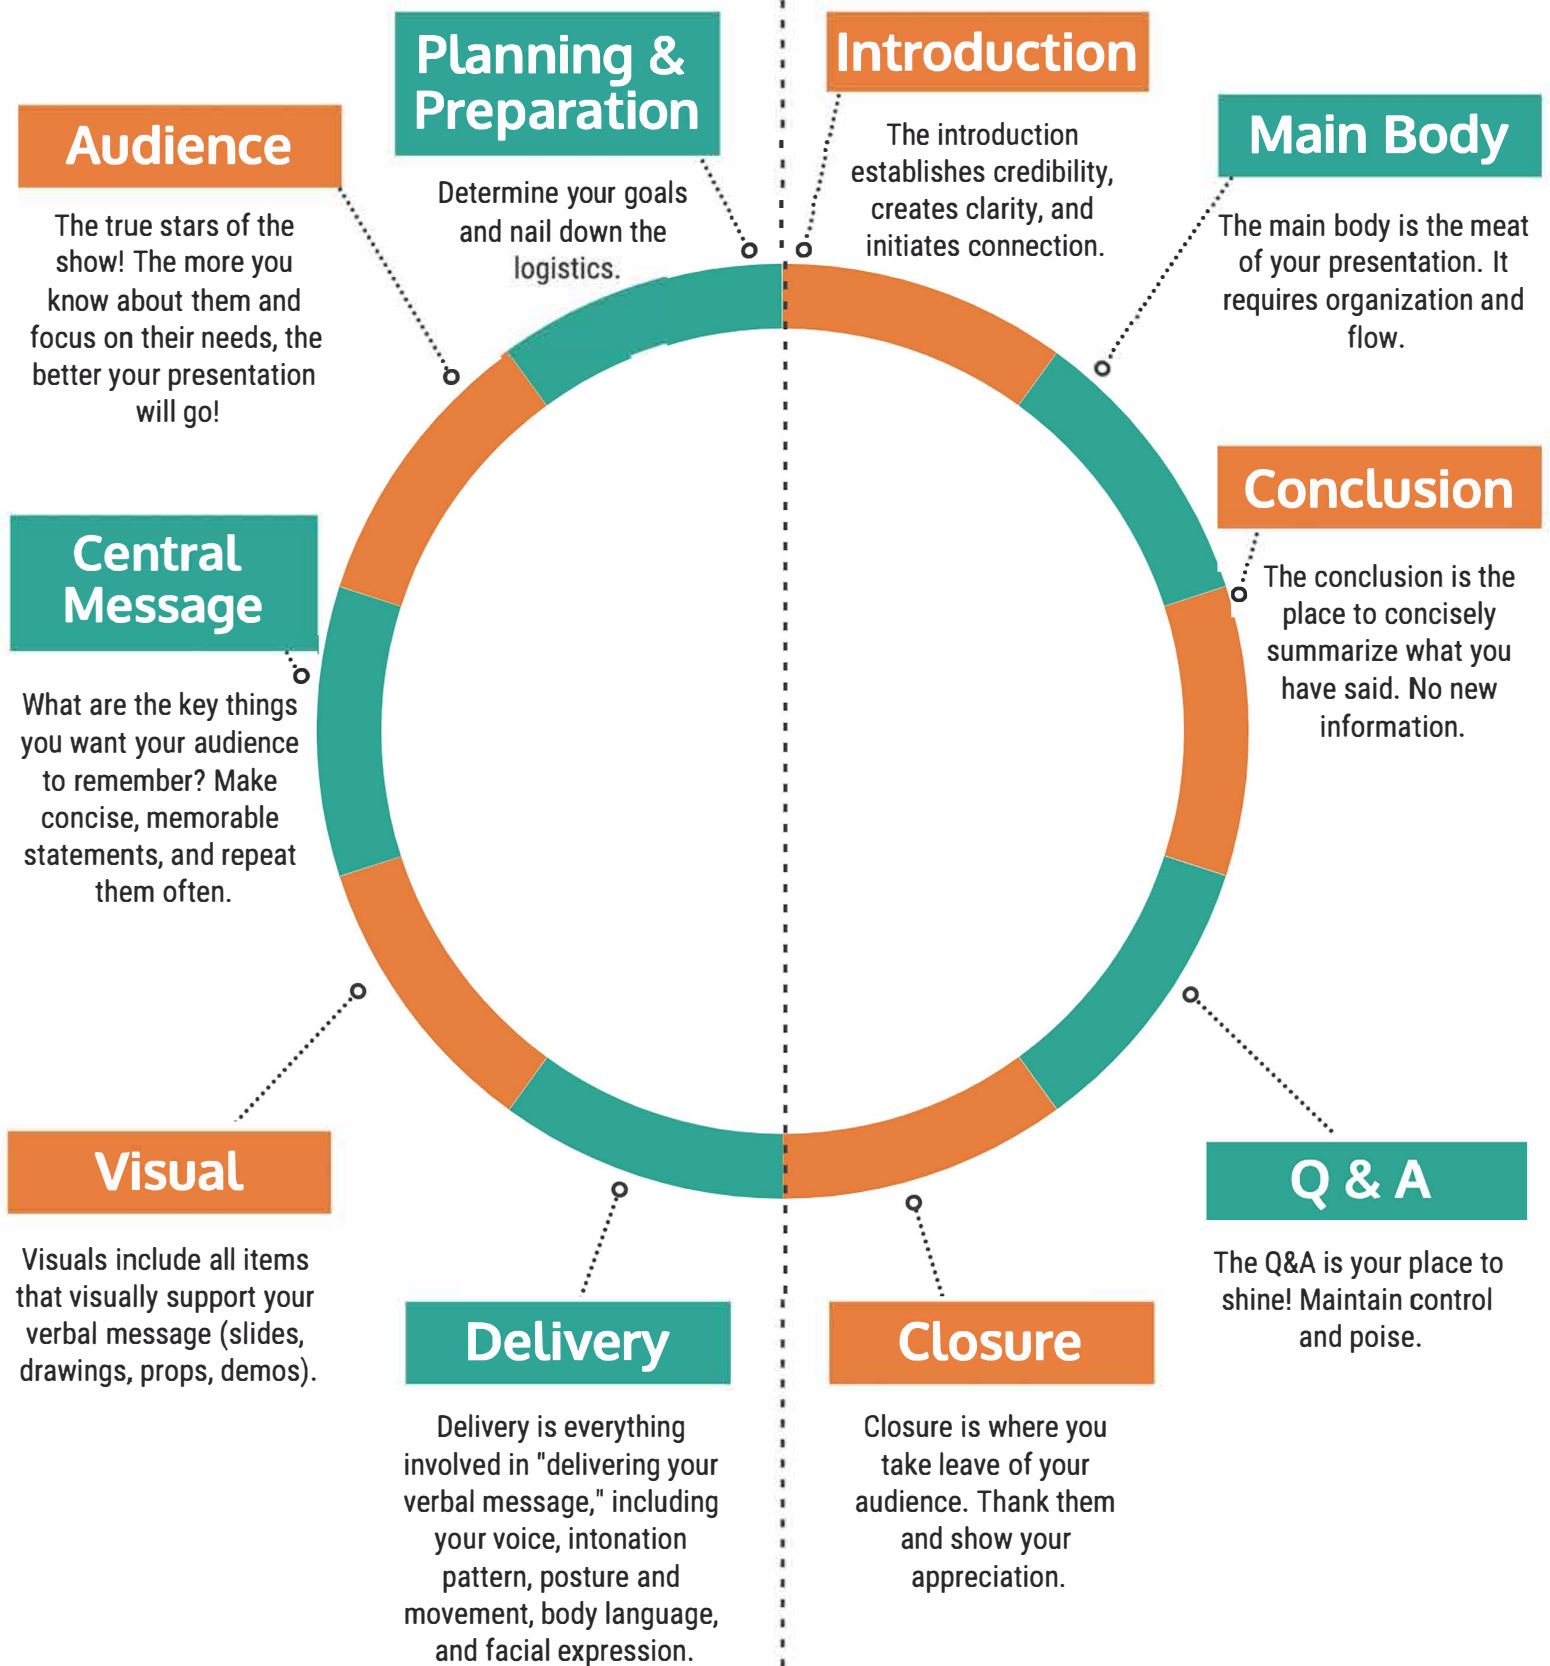 Planning &
Preparation
Determine your goals
and nail down the
logistics.
Audience
The true stars of the
show! The more you
know about them and
focus on their needs, the
better your presentation
will go!
Central
Message
What are the key things
you want your audience
to remember? Make
concise, memorable
statements, and repeat
them often.
Visual
Visuals include all items
that visually support your
verbal message (slides,
drawings, props, demos).
Delivery
Delivery is everything
involved in "delivering your
verbal message," including
your voice, intonation
pattern, posture and
movement, body language,
and facial expression.
Introduction
The introduction
establishes credibility,
creates clarity, and
initiates connection.
Main Body
The main body is the meat
of your presentation. It
requires organization and
flow.
Conclusion
The conclusion is the
place to concisely
summarize what you
have said. No new
information.
Q & A
The Q&A is your place to
shine! Maintain control
and poise.
Closure
Closure is where you
take leave of your
audience. Thank them
and show your
appreciation.